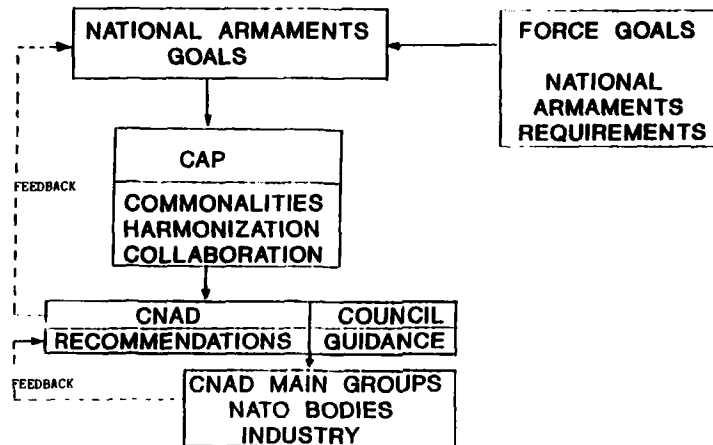 NATIONAL ARMAMENTS
GOALS
FORCE GOALS
NATIONAL
ARMAMENTS
REQUIREMENTS
CAP
COMMONALITIES
HARMONIZATION
COLLABORATION
FEEDBACK
CNAD
RECOMMENDATIONS
COUNCIL
GUIDANCE
FEEDBACK
CNAD MAIN GROUPS
NATO BODIES
INDUSTRY